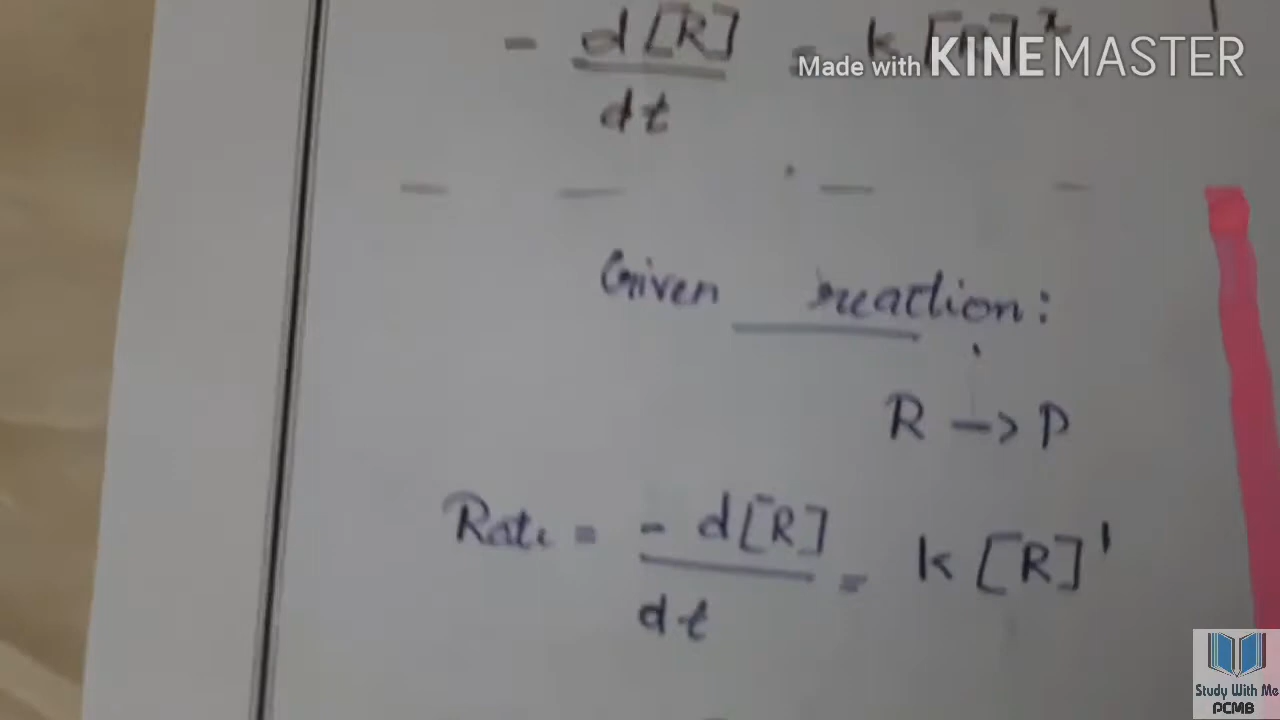 - d[R] = k [R]ˣ
dt
Made with KINEMASTER
Given reaction:
R -> P
Rate = - d[R] = k [R]¹
dt
Study With Me
PCMB